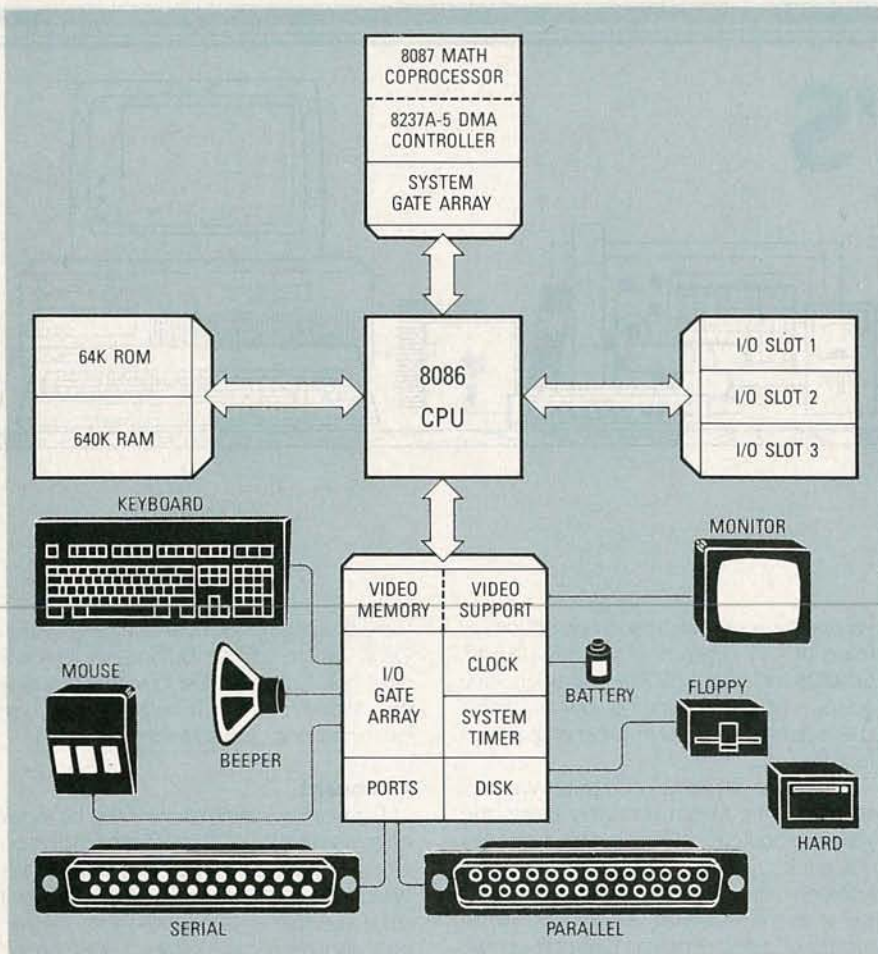 8087 MATH
COPROCESSOR
8237A-5 DMA
CONTROLLER
SYSTEM
GATE ARRAY
64K ROM
640K RAM
8086
CPU
I/O SLOT 1
I/O SLOT 2
I/O SLOT 3
KEYBOARD
MONITOR
VIDEO
MEMORY
VIDEO
SUPPORT
I/O
GATE
ARRAY
CLOCK
BATTERY
MOUSE
BEEPER
SYSTEM
TIMER
FLOPPY
PORTS
DISK
HARD
SERIAL
PARALLEL